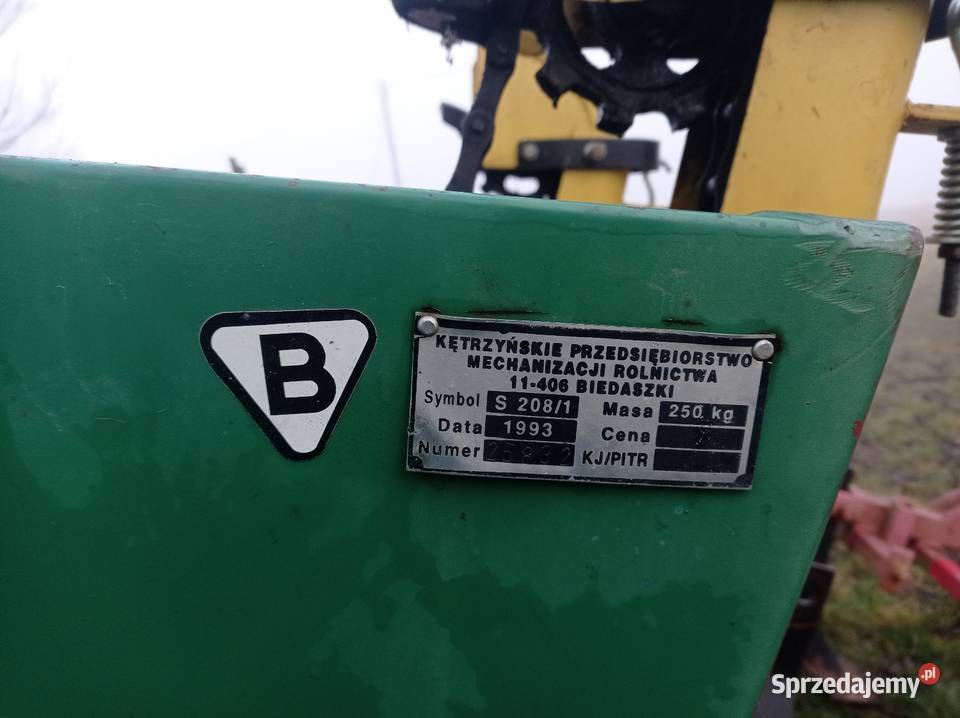 B
KĘTRZYŃSKIE PRZEDSIĘBIORSTWO
MECHANIZACJI ROLNICTWA
11-406 BIEDASZKI
Symbol S 208/1 Masa 250 kg
Data 1993 Cena
Numer KJ/PITR
Sprzedajemy.pl